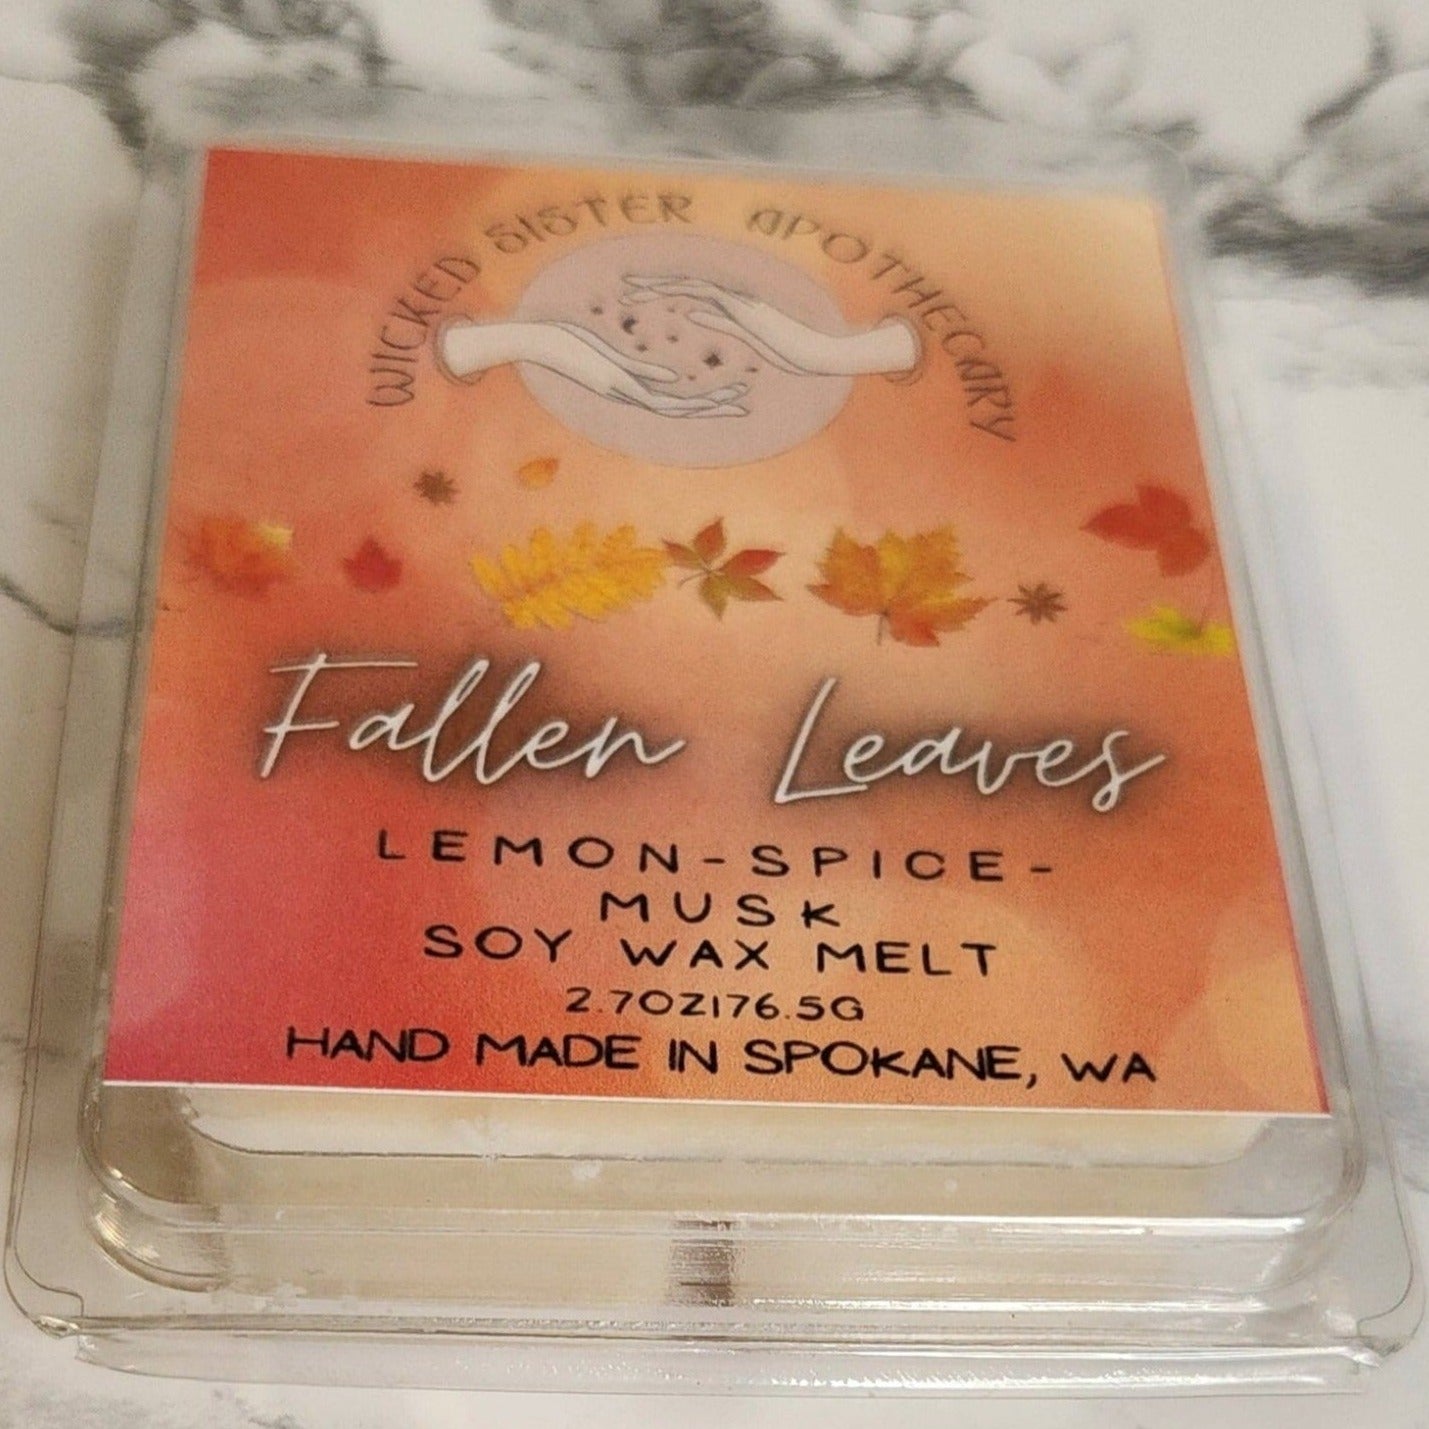 WICKED SISTER APOTHECARY
Fallen Leaves
LEMON-SPICE-
MUSK
SOY WAX MELT
2.7OZ|76.5G
HAND MADE IN SPOKANE, WA